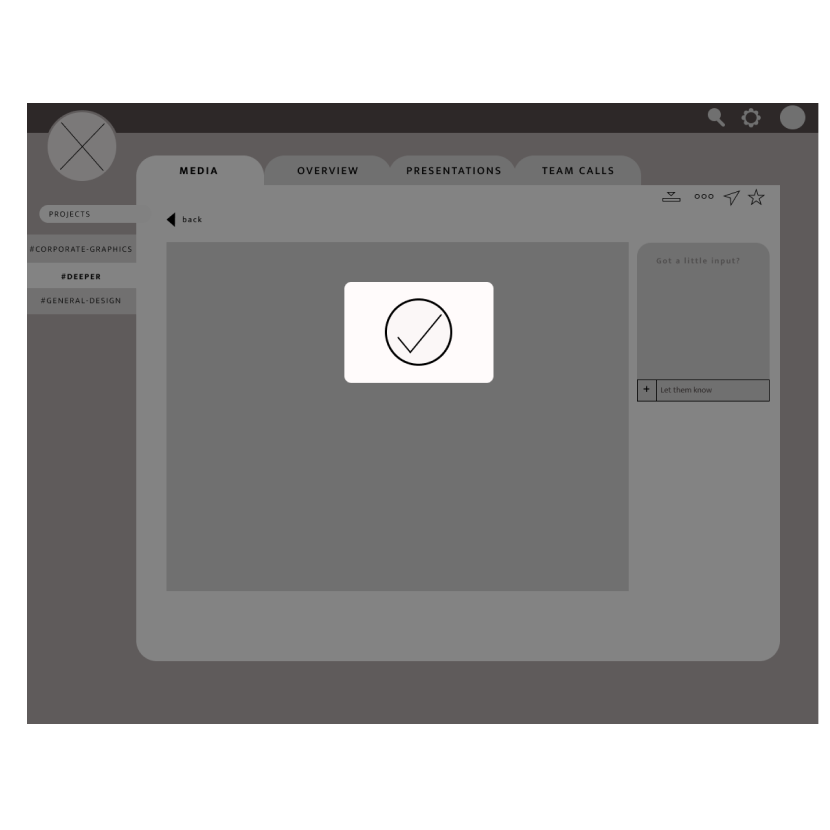 MEDIA OVERVIEW PRESENTATIONS TEAM CALLS
PROJECTS
back
#CORPORATE-GRAPHICS
#DEEPER
#GENERAL-DESIGN
Got a little input?
+ Let them know